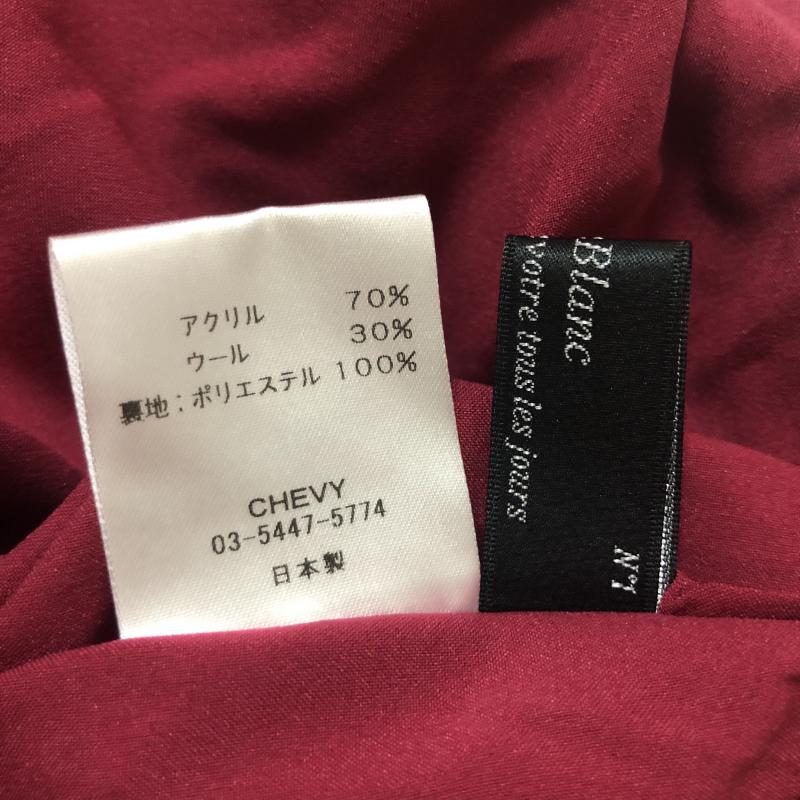 アクリル 70%
ウール 30%
裏地:ポリエステル 100%
CHEVY
03-5447-5774
日本製
Blanc
votre tous les jours
N°1